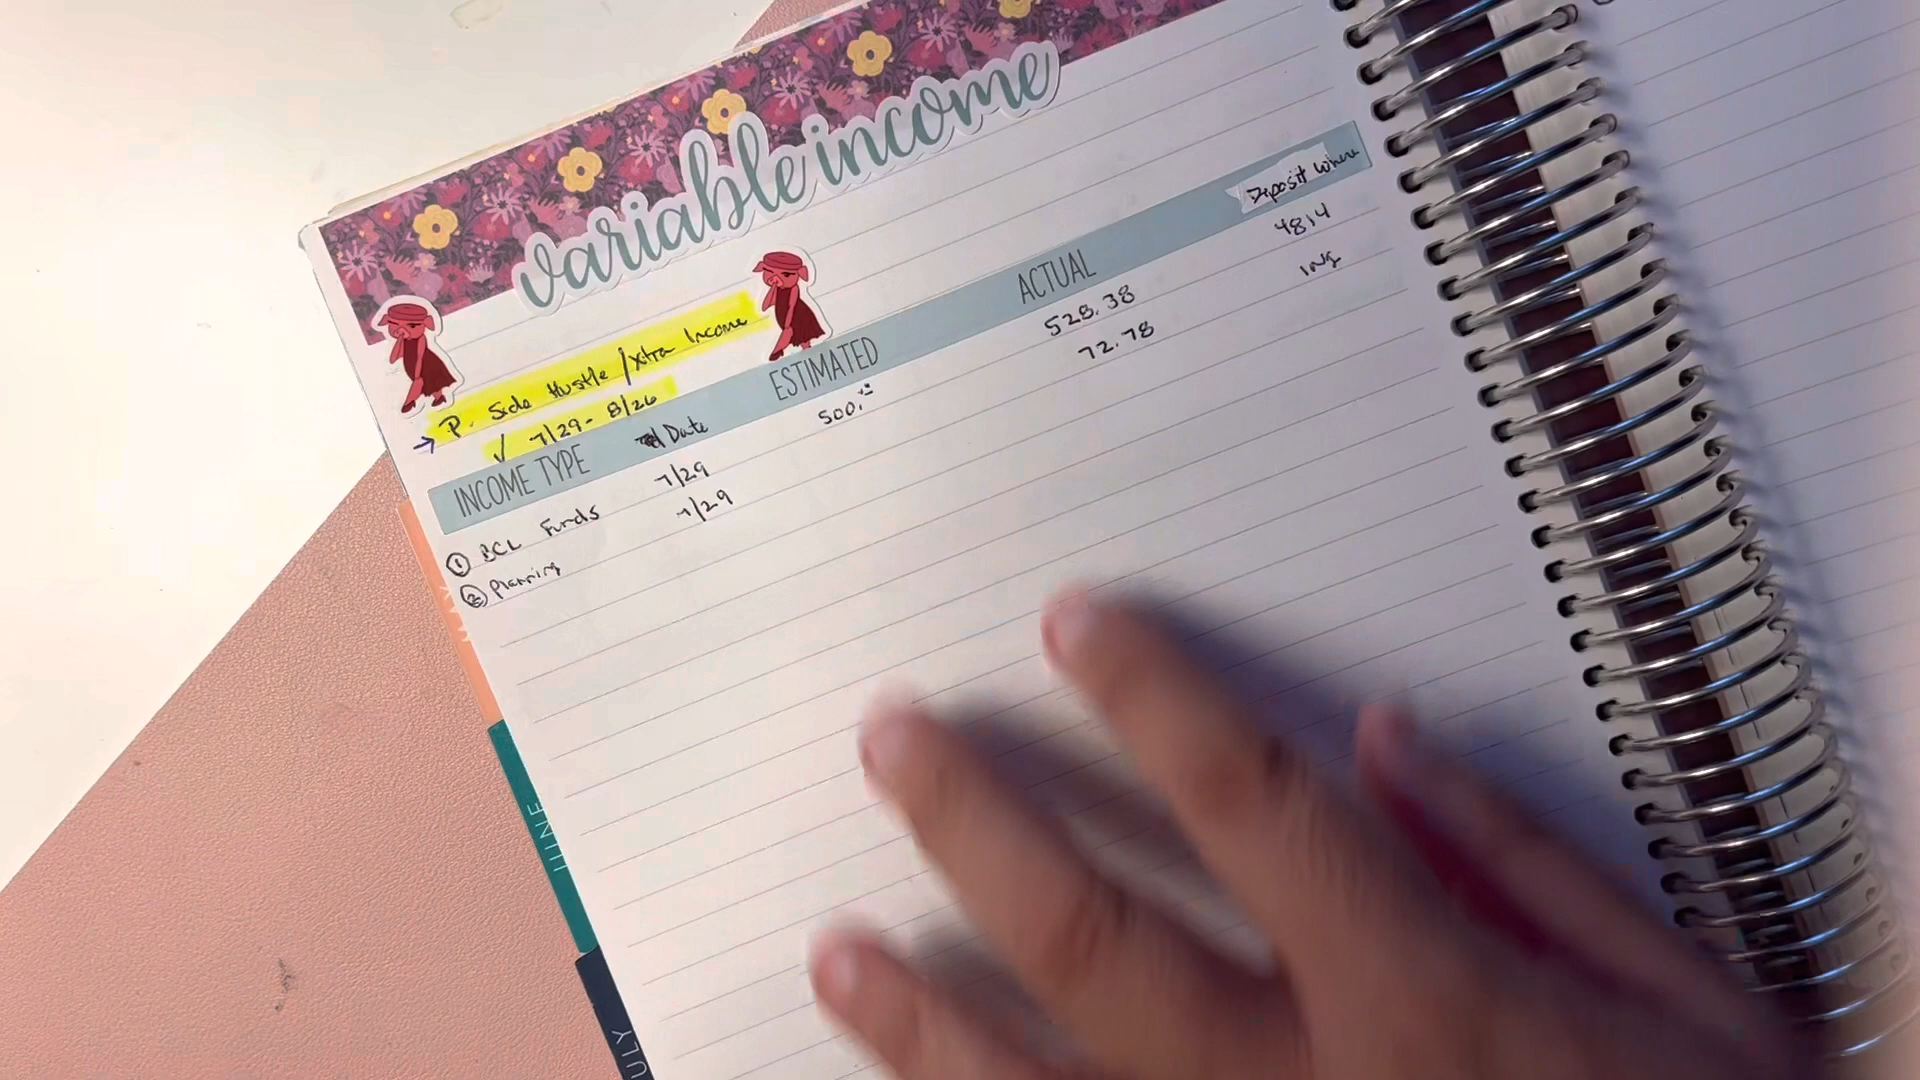 variable income
→ P. Side Hustle / Xtra Income
✓ 7/29 - 8/26
INCOME TYPE Date ESTIMATED ACTUAL Deposit Where
① BCL Funds 7/29 500.– 528.38 4814
② Planning 7/29 72.78 ING
JUNE
JULY